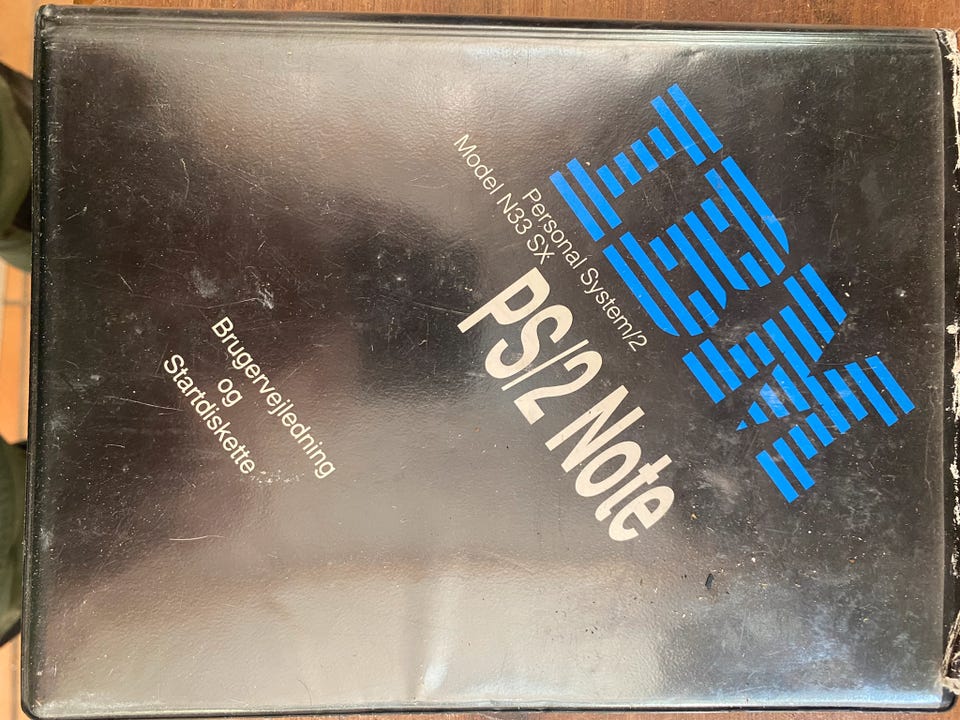 IBM
Personal System/2
Model N33 SX
PS/2 Note
Brugervejledning
og
Startdiskette